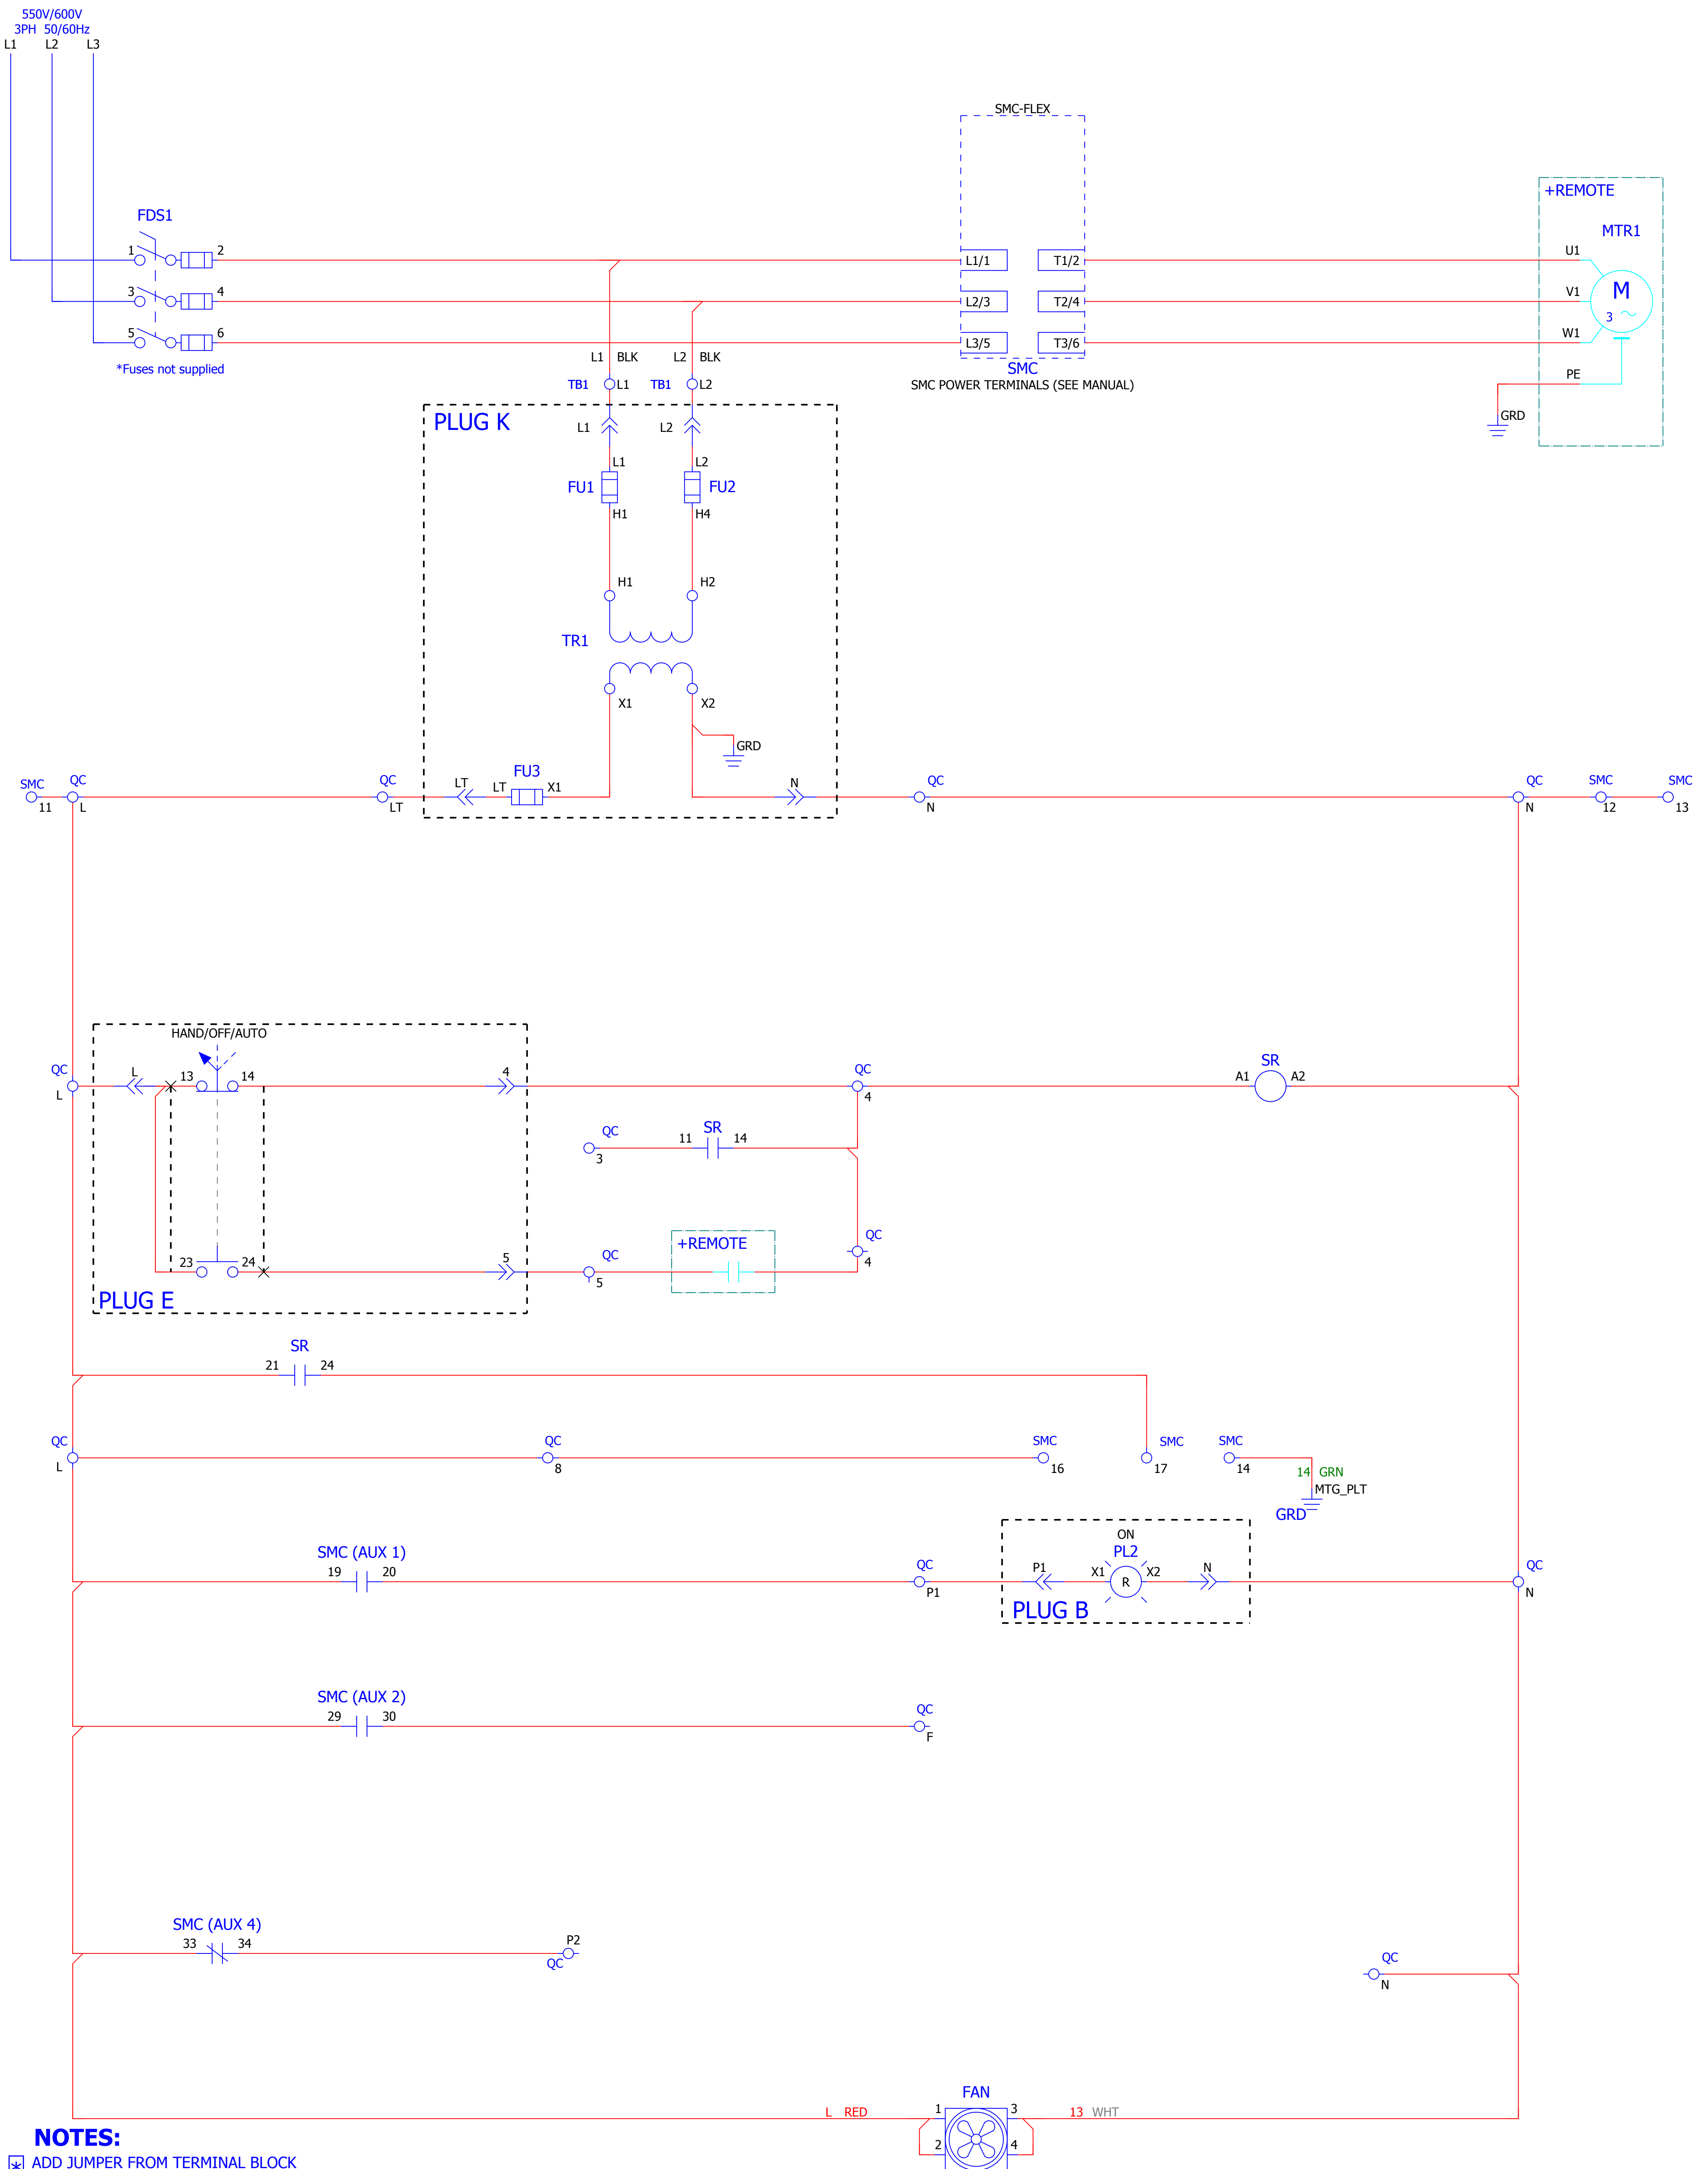 550V/600V
3PH 50/60Hz
L1 L2 L3
SMC-FLEX
+REMOTE
FDS1
MTR1
1 2
L1/1 T1/2
U1
3 4
L2/3 T2/4
V1
M
3
5 6
L3/5 T3/6
W1
*Fuses not supplied
L1 BLK L2 BLK
SMC
SMC POWER TERMINALS (SEE MANUAL)
PE
TB1 L1 TB1 L2
GRD
PLUG K
L1 L2
L1 L2
FU1 FU2
H1 H4
H1 H2
TR1
X1 X2
GRD
SMC QC QC LT LT FU3 X1 N QC QC SMC SMC
11 L LT N N 12 13
HAND/OFF/AUTO
QC L 13 14 4 QC A1 SR A2
L 4
QC 11 SR 14
3
QC +REMOTE QC
23 24 5 4
5
PLUG E
SR
21 24
QC QC SMC SMC SMC
L 8 16 17 14
14 GRN
MTG_PLT
GRD
ON
SMC (AUX 1) PL2
19 20 QC P1 X1 R X2 N QC
P1 N
PLUG B
SMC (AUX 2)
29 30 QC
F
SMC (AUX 4)
33 34 P2
QC QC
N
FAN
L RED 1 3 13 WHT
2 4
NOTES:
* ADD JUMPER FROM TERMINAL BLOCK